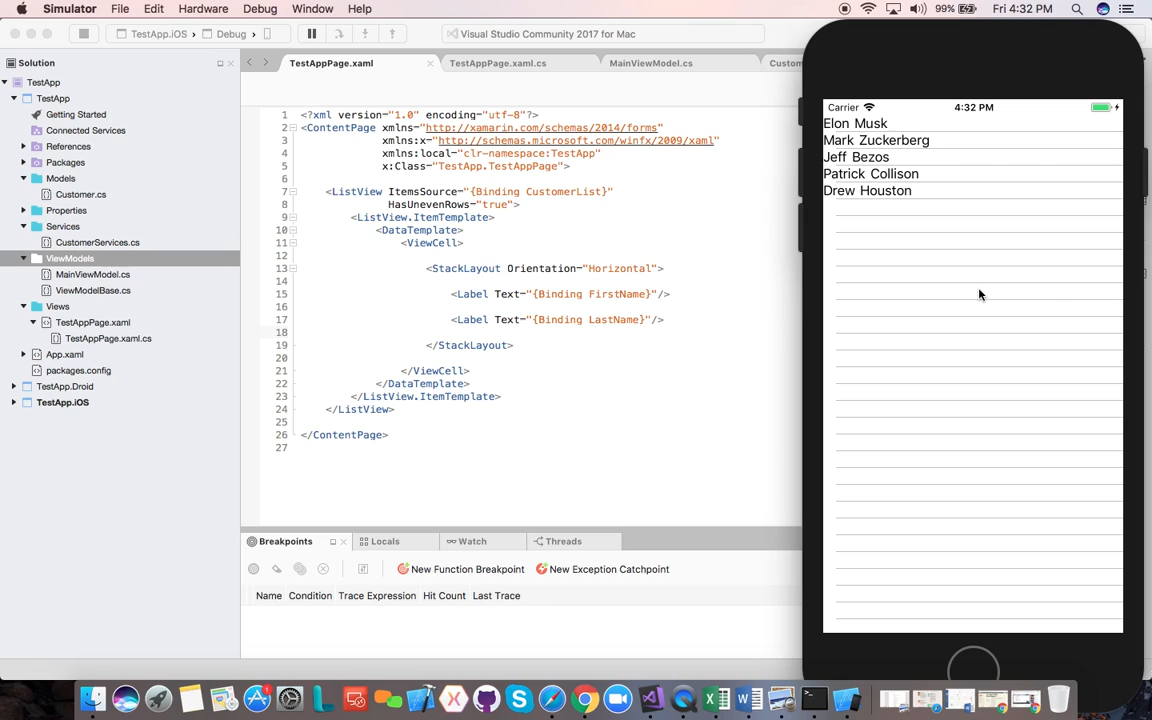 Simulator File Edit Hardware Debug Window Help 99% Fri 4:32 PM
TestApp.iOS Debug Visual Studio Community 2017 for Mac
Solution
TestApp
TestApp
Getting Started
Connected Services
References
Packages
Models
Customer.cs
Properties
Services
CustomerServices.cs
ViewModels
MainViewModel.cs
ViewModelBase.cs
Views
TestAppPage.xaml
TestAppPage.xaml.cs
App.xaml
packages.config
TestApp.Droid
TestApp.iOS
TestAppPage.xaml TestAppPage.xaml.cs MainViewModel.cs Custom
1 <?xml version="1.0" encoding="utf-8"?>
2 <ContentPage xmlns="http://xamarin.com/schemas/2014/forms"
3 xmlns:x="http://schemas.microsoft.com/winfx/2009/xaml"
4 xmlns:local="clr-namespace:TestApp"
5 x:Class="TestApp.TestAppPage">
6
7 <ListView ItemsSource="{Binding CustomerList}"
8 HasUnevenRows="true">
9 <ListView.ItemTemplate>
10 <DataTemplate>
11 <ViewCell>
12
13 <StackLayout Orientation="Horizontal">
14
15 <Label Text="{Binding FirstName}"/>
16
17 <Label Text="{Binding LastName}"/>
18
19 </StackLayout>
20
21 </ViewCell>
22 </DataTemplate>
23 </ListView.ItemTemplate>
24 </ListView>
25
26 </ContentPage>
27
Breakpoints Locals Watch Threads
New Function Breakpoint New Exception Catchpoint
Name Condition Trace Expression Hit Count Last Trace
Carrier 4:32 PM
Elon Musk
Mark Zuckerberg
Jeff Bezos
Patrick Collison
Drew Houston